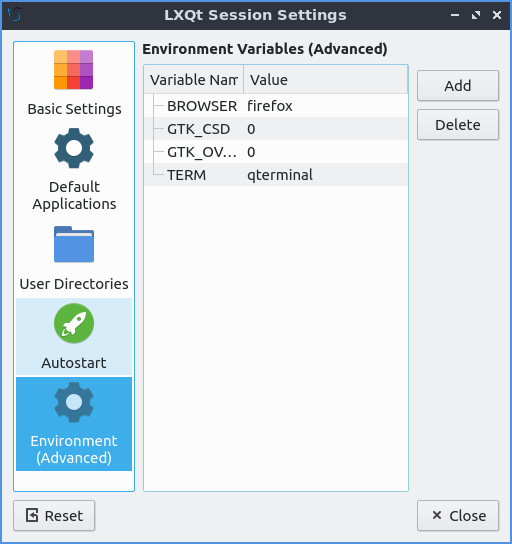 LXQt Session Settings
Basic Settings
Default
Applications
User Directories
Autostart
Environment
(Advanced)
Environment Variables (Advanced)
Variable Nam Value
BROWSER firefox
GTK_CSD 0
GTK_OV... 0
TERM qterminal
Add
Delete
Reset
Close